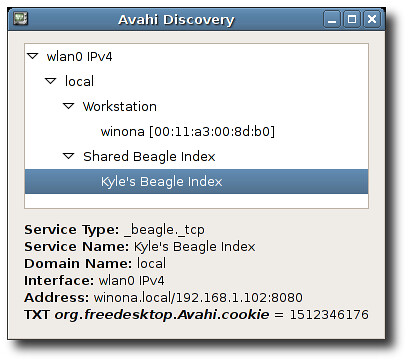 Avahi Discovery
wlan0 IPv4
local
Workstation
winona [00:11:a3:00:8d:b0]
Shared Beagle Index
Kyle's Beagle Index
Service Type: _beagle._tcp
Service Name: Kyle's Beagle Index
Domain Name: local
Interface: wlan0 IPv4
Address: winona.local/192.168.1.102:8080
TXT org.freedesktop.Avahi.cookie = 1512346176